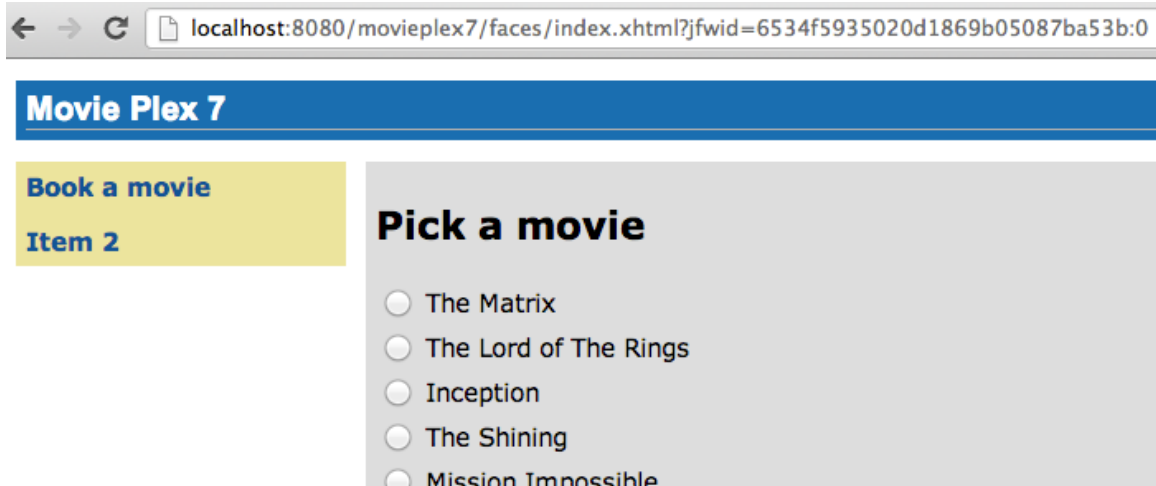 localhost:8080/movieplex7/faces/index.xhtml?jfwid=6534f5935020d1869b05087ba53b:0
Movie Plex 7
Book a movie
Item 2
Pick a movie
The Matrix
The Lord of The Rings
Inception
The Shining
Mission Impossible